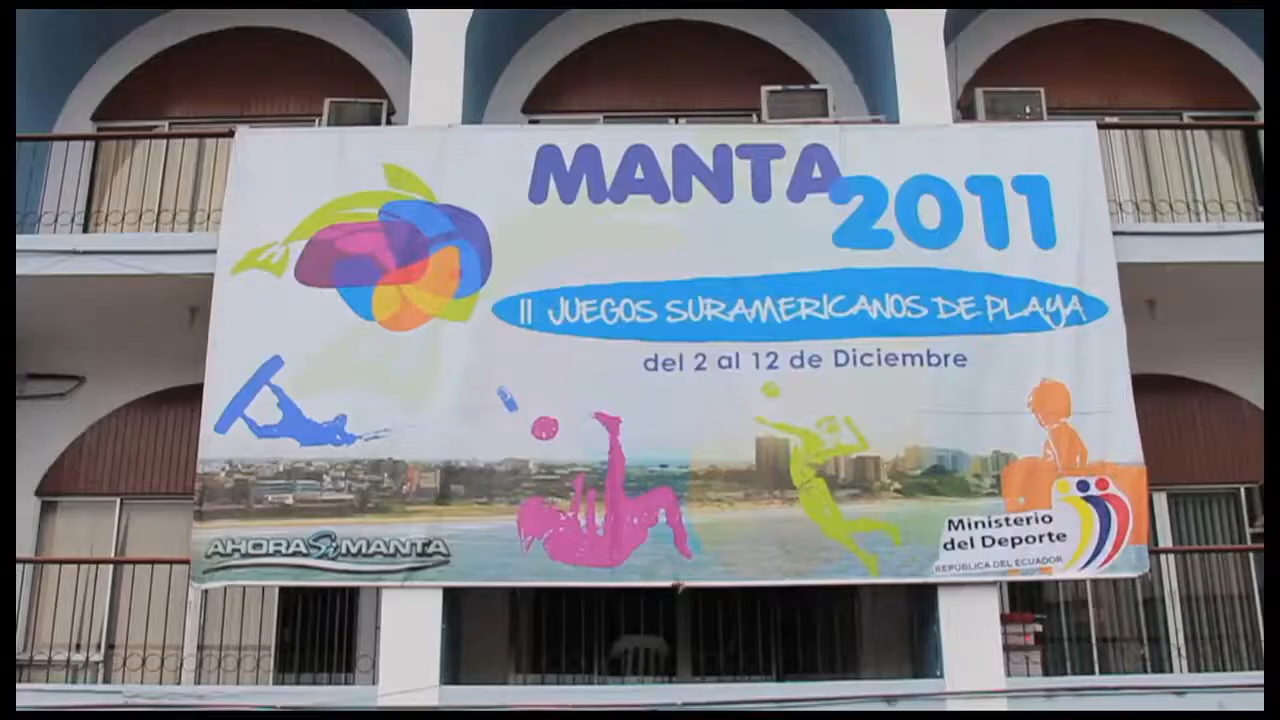 MANTA
2011
II JUEGOS SURAMERICANOS DE PLAYA
del 2 al 12 de Diciembre
AHORA Si MANTA
Ministerio
del Deporte
REPÚBLICA DEL ECUADOR